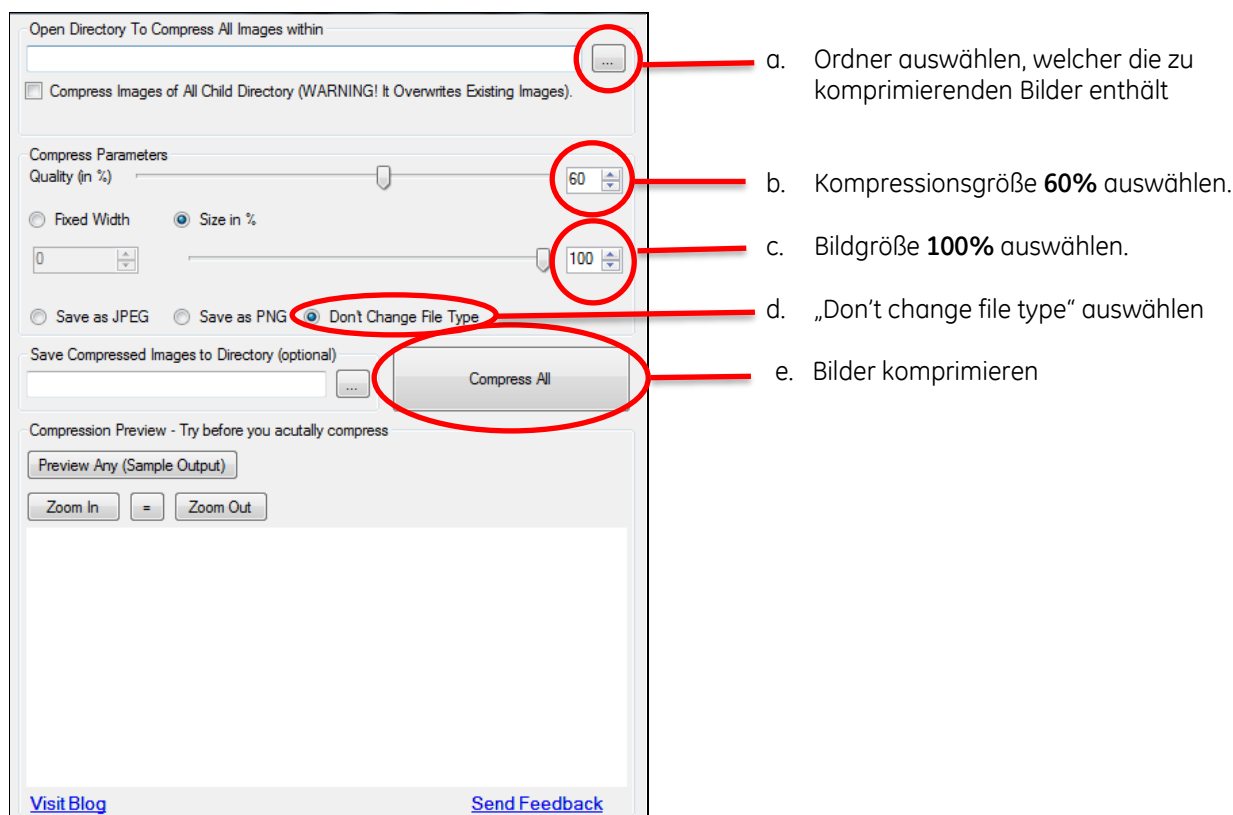 Open Directory To Compress All Images within
...
Compress Images of All Child Directory (WARNING! It Overwrites Existing Images).
Compress Parameters
Quality (in %)
60
Fixed Width
Size in %
0
100
Save as JPEG
Save as PNG
Don't Change File Type
Save Compressed Images to Directory (optional)
...
Compress All
Compression Preview - Try before you acutally compress
Preview Any (Sample Output)
Zoom In
=
Zoom Out
Visit Blog
Send Feedback
a. Ordner auswählen, welcher die zu
komprimierenden Bilder enthält
b. Kompressionsgröße 60% auswählen.
c. Bildgröße 100% auswählen.
d. „Don't change file type" auswählen
e. Bilder komprimieren